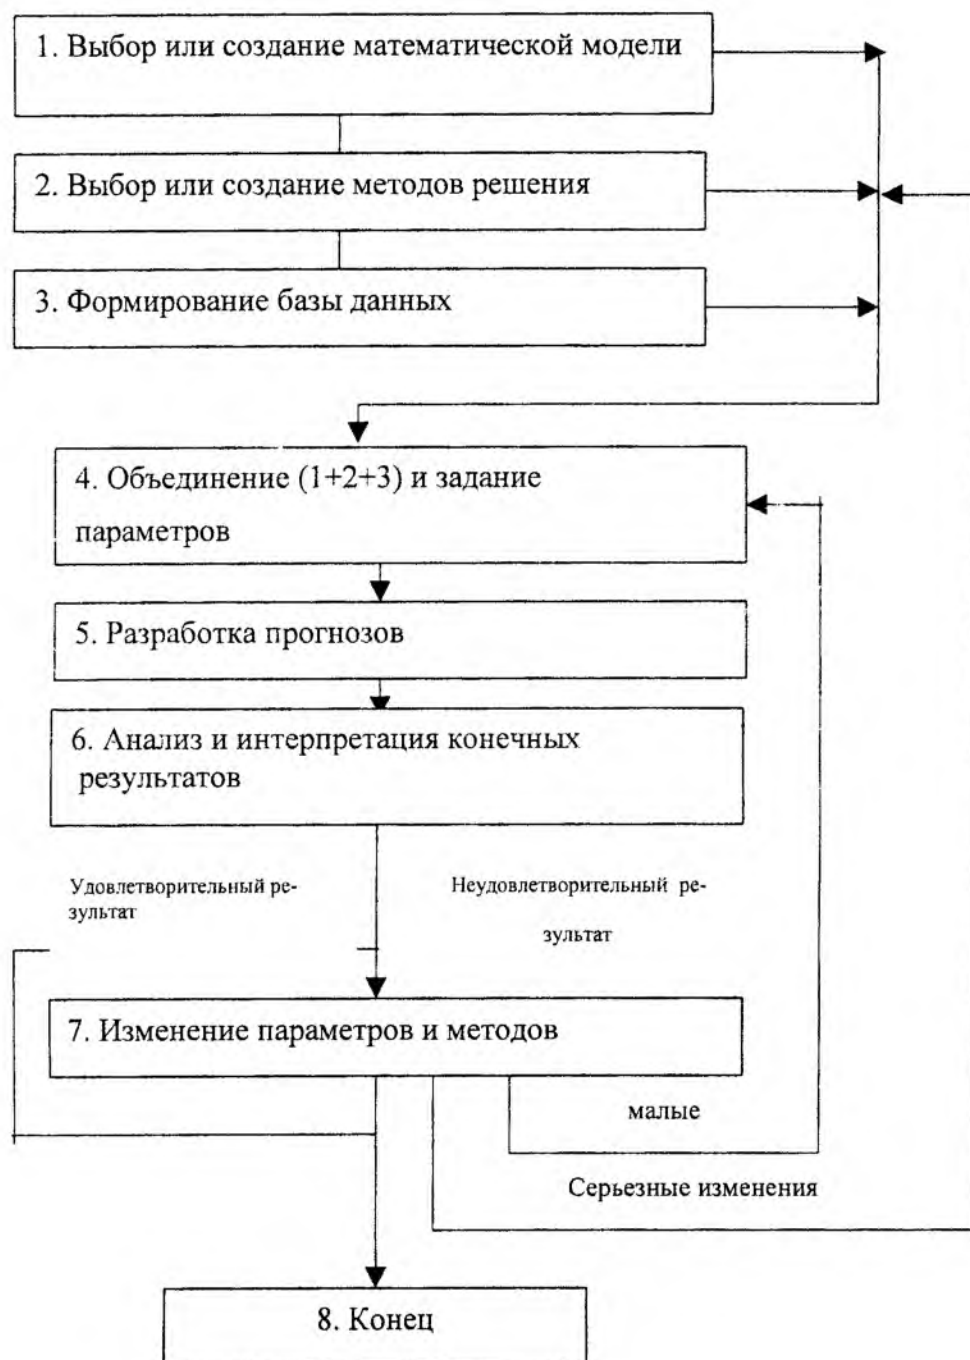 1. Выбор или создание математической модели
2. Выбор или создание методов решения
3. Формирование базы данных
4. Объединение (1+2+3) и задание
параметров
5. Разработка прогнозов
6. Анализ и интерпретация конечных
результатов
Удовлетворительный ре-
зультат
Неудовлетворительный ре-
зультат
7. Изменение параметров и методов
малые
Серьезные изменения
8. Конец